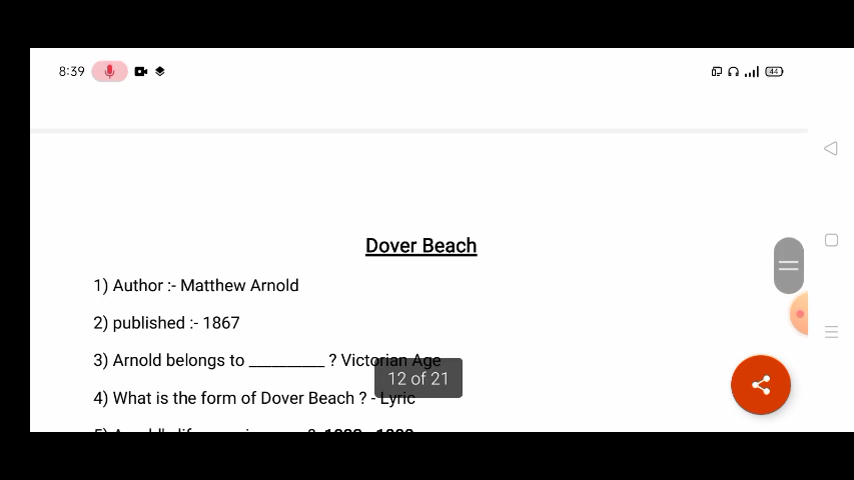 8:39
44
Dover Beach
1) Author :- Matthew Arnold
2) published :- 1867
3) Arnold belongs to _________ ? Victorian Age
12 of 21
4) What is the form of Dover Beach ? - Lyric